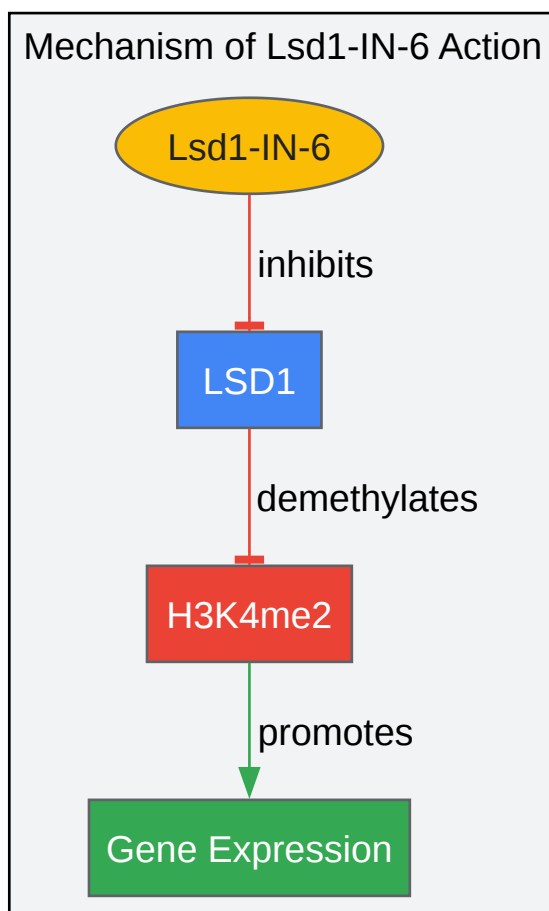 Mechanism of Lsd1-IN-6 Action
Lsd1-IN-6
inhibits
LSD1
demethylates
H3K4me2
promotes
Gene Expression